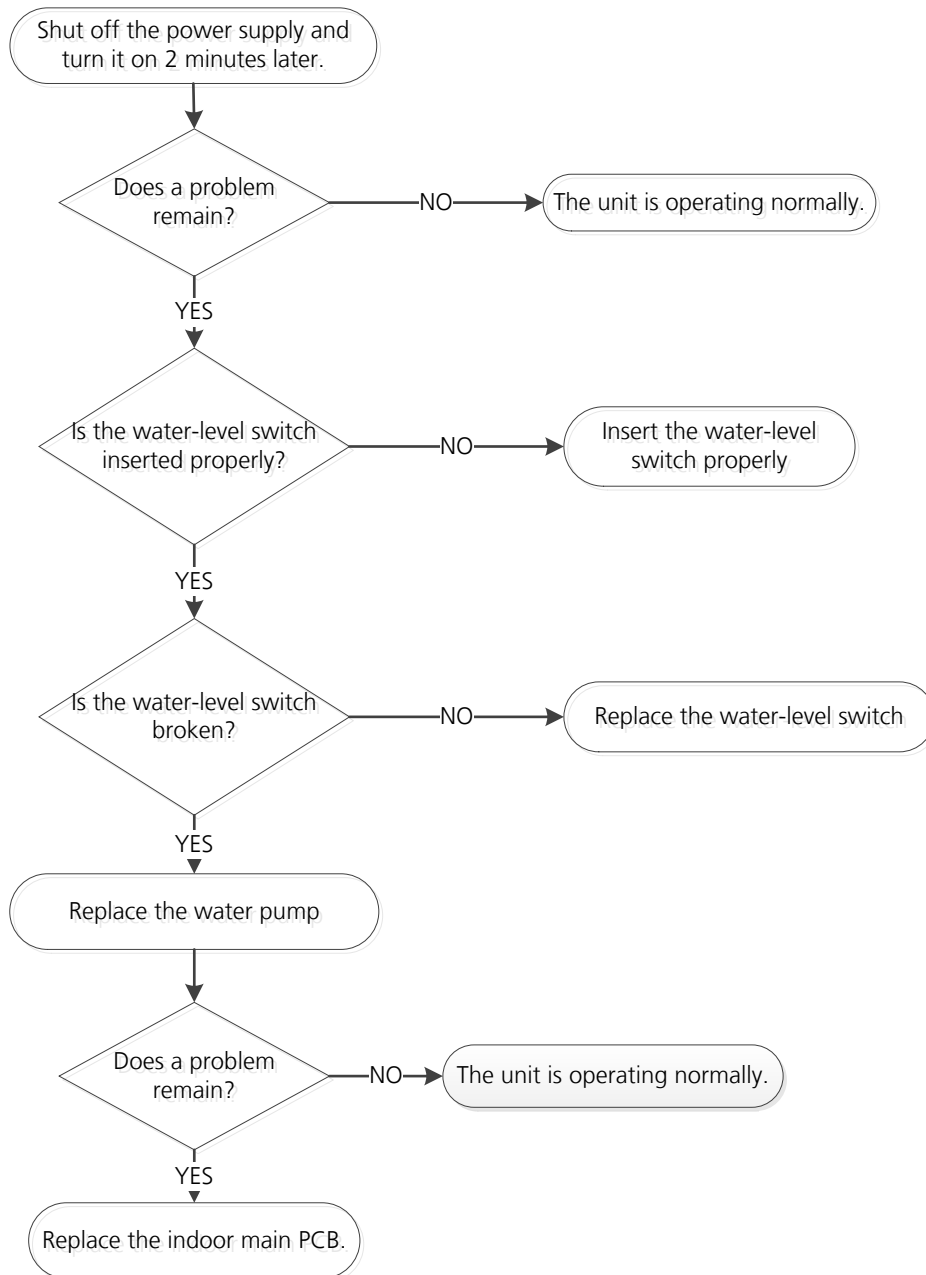 Shut off the power supply and
turn it on 2 minutes later.
Does a problem
remain?
NO
The unit is operating normally.
YES
Is the water-level switch
inserted properly?
NO
Insert the water-level
switch properly
YES
Is the water-level switch
broken?
NO
Replace the water-level switch
YES
Replace the water pump
Does a problem
remain?
NO
The unit is operating normally.
YES
Replace the indoor main PCB.